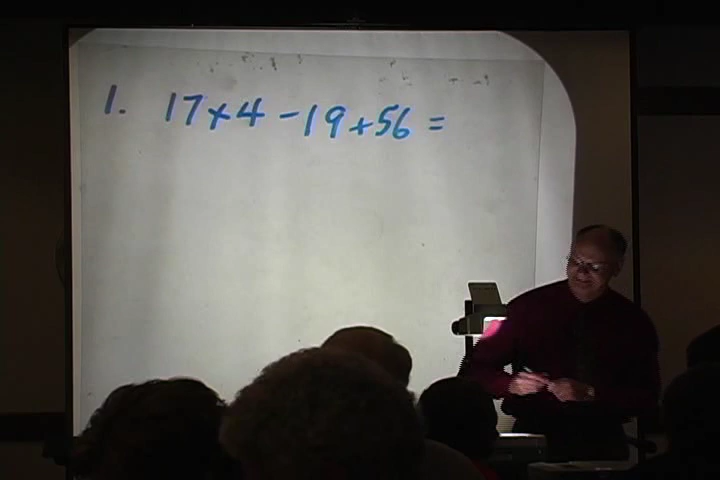 1. 17×4 - 19 + 56 =